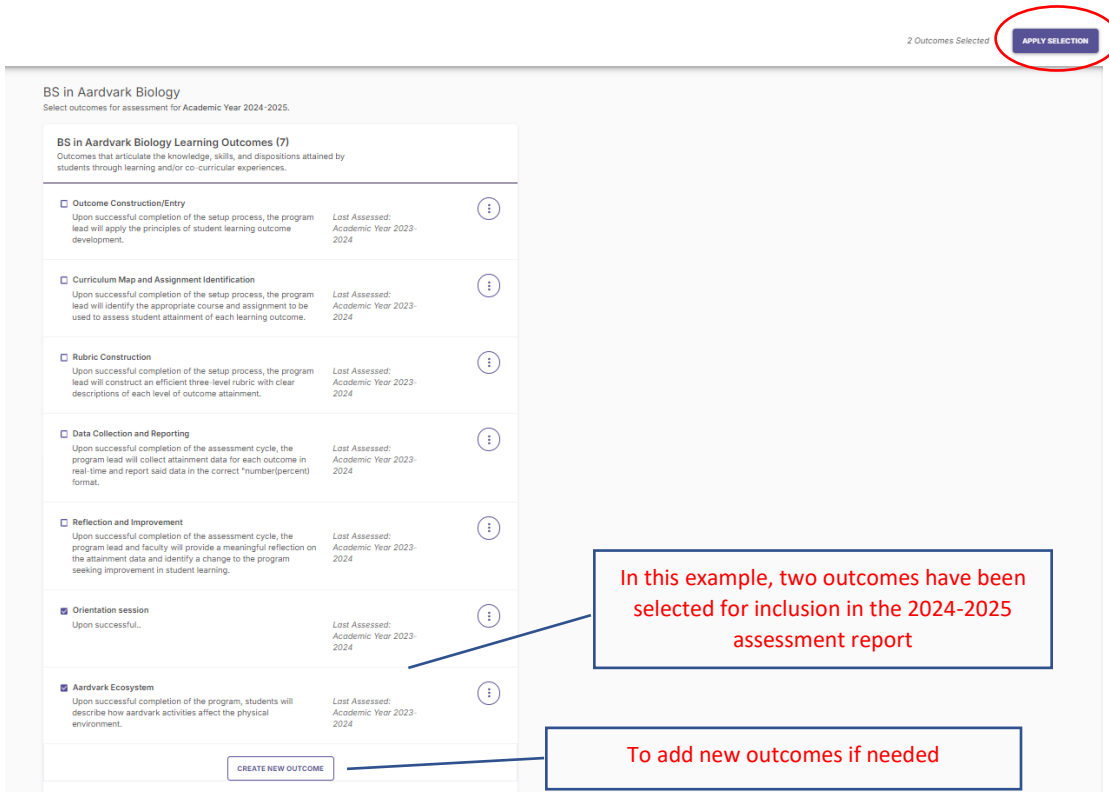 2 Outcomes Selected
APPLY SELECTION
BS in Aardvark Biology
Select outcomes for assessment for Academic Year 2024-2025.
BS in Aardvark Biology Learning Outcomes (7)
Outcomes that articulate the knowledge, skills, and dispositions attained by
students through learning and/or co-curricular experiences.
Outcome Construction/Entry
Upon successful completion of the setup process, the program
lead will apply the principles of student learning outcome
development.
Last Assessed:
Academic Year 2023-
2024
Curriculum Map and Assignment Identification
Upon successful completion of the setup process, the program
lead will identify the appropriate course and assignment to be
used to assess student attainment of each learning outcome.
Last Assessed:
Academic Year 2023-
2024
Rubric Construction
Upon successful completion of the setup process, the program
lead will construct an efficient three-level rubric with clear
descriptions of each level of outcome attainment.
Last Assessed:
Academic Year 2023-
2024
Data Collection and Reporting
Upon successful completion of the assessment cycle, the
program lead will collect attainment data for each outcome in
real-time and report said data in the correct "number(percent)
format.
Last Assessed:
Academic Year 2023-
2024
Reflection and Improvement
Upon successful completion of the assessment cycle, the
program lead and faculty will provide a meaningful reflection on
the attainment data and identify a change to the program
seeking improvement in student learning.
Last Assessed:
Academic Year 2023-
2024
Orientation session
Upon successful..
Last Assessed:
Academic Year 2023-
2024
Aardvark Ecosystem
Upon successful completion of the program, students will
describe how aardvark activities affect the physical
environment.
Last Assessed:
Academic Year 2023-
2024
CREATE NEW OUTCOME
In this example, two outcomes have been
selected for inclusion in the 2024-2025
assessment report
To add new outcomes if needed